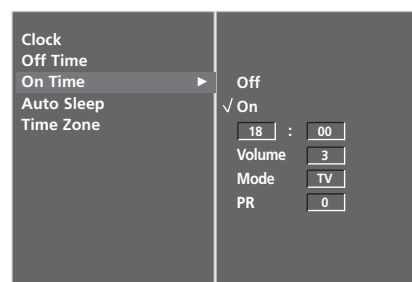 Clock
Off Time
On Time ►
Auto Sleep
Time Zone
Off
√ On
18 : 00
Volume 3
Mode TV
PR 0